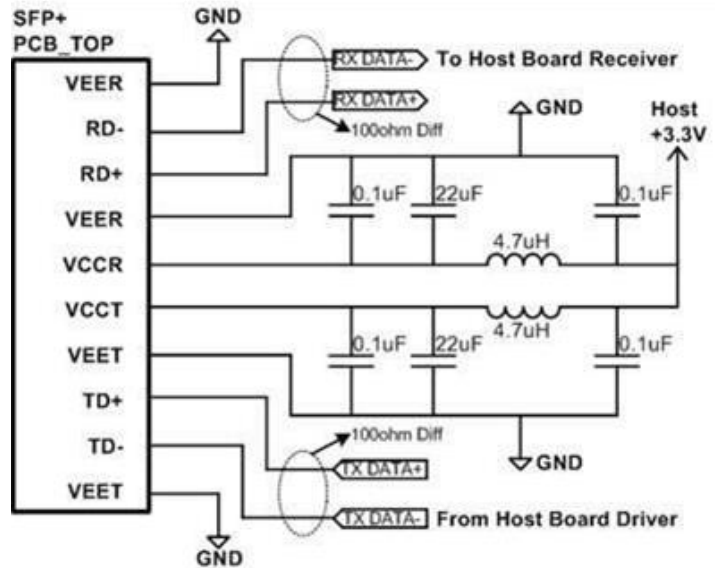 SFP+
PCB_TOP
GND
VEER
RX DATA-
To Host Board Receiver
RD-
RX DATA+
100ohm Diff
GND
Host
+3.3V
RD+
VEER
0.1uF
22uF
0.1uF
4.7uH
VCCR
VCCT
4.7uH
VEET
0.1uF
22uF
0.1uF
TD+
100ohm Diff
TD-
TX DATA+
GND
VEET
TX DATA-
From Host Board Driver
GND